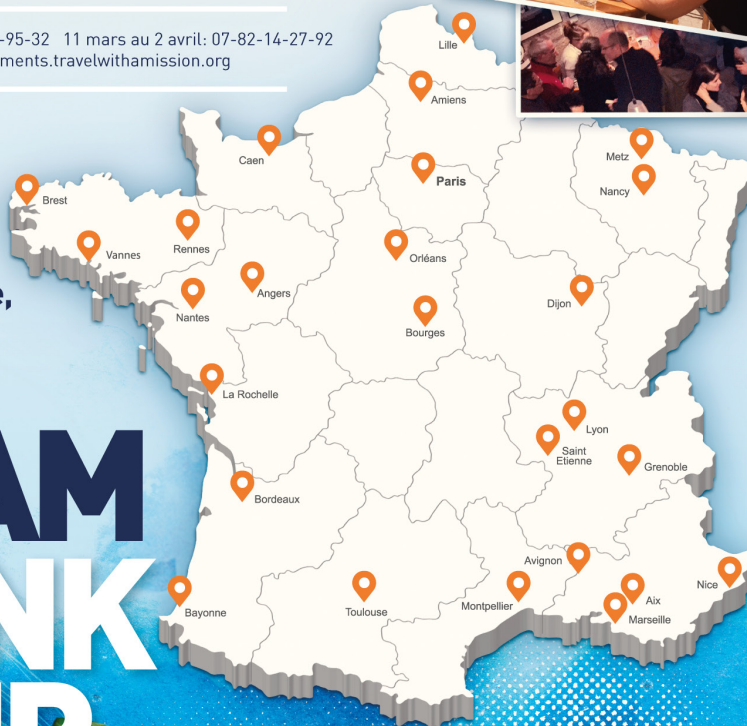 -95-32 11 mars au 2 avril: 07-82-14-27-92
ments.travelwithamission.org
Lille
Amiens
Caen
Metz
Paris
Nancy
Brest
Rennes
Vannes
Orléans
Angers
Dijon
Nantes
Bourges
La Rochelle
Lyon
Saint
Etienne
Grenoble
Bordeaux
Avignon
Nice
Bayonne
Toulouse
Montpellier
Aix
Marseille
AM
NK